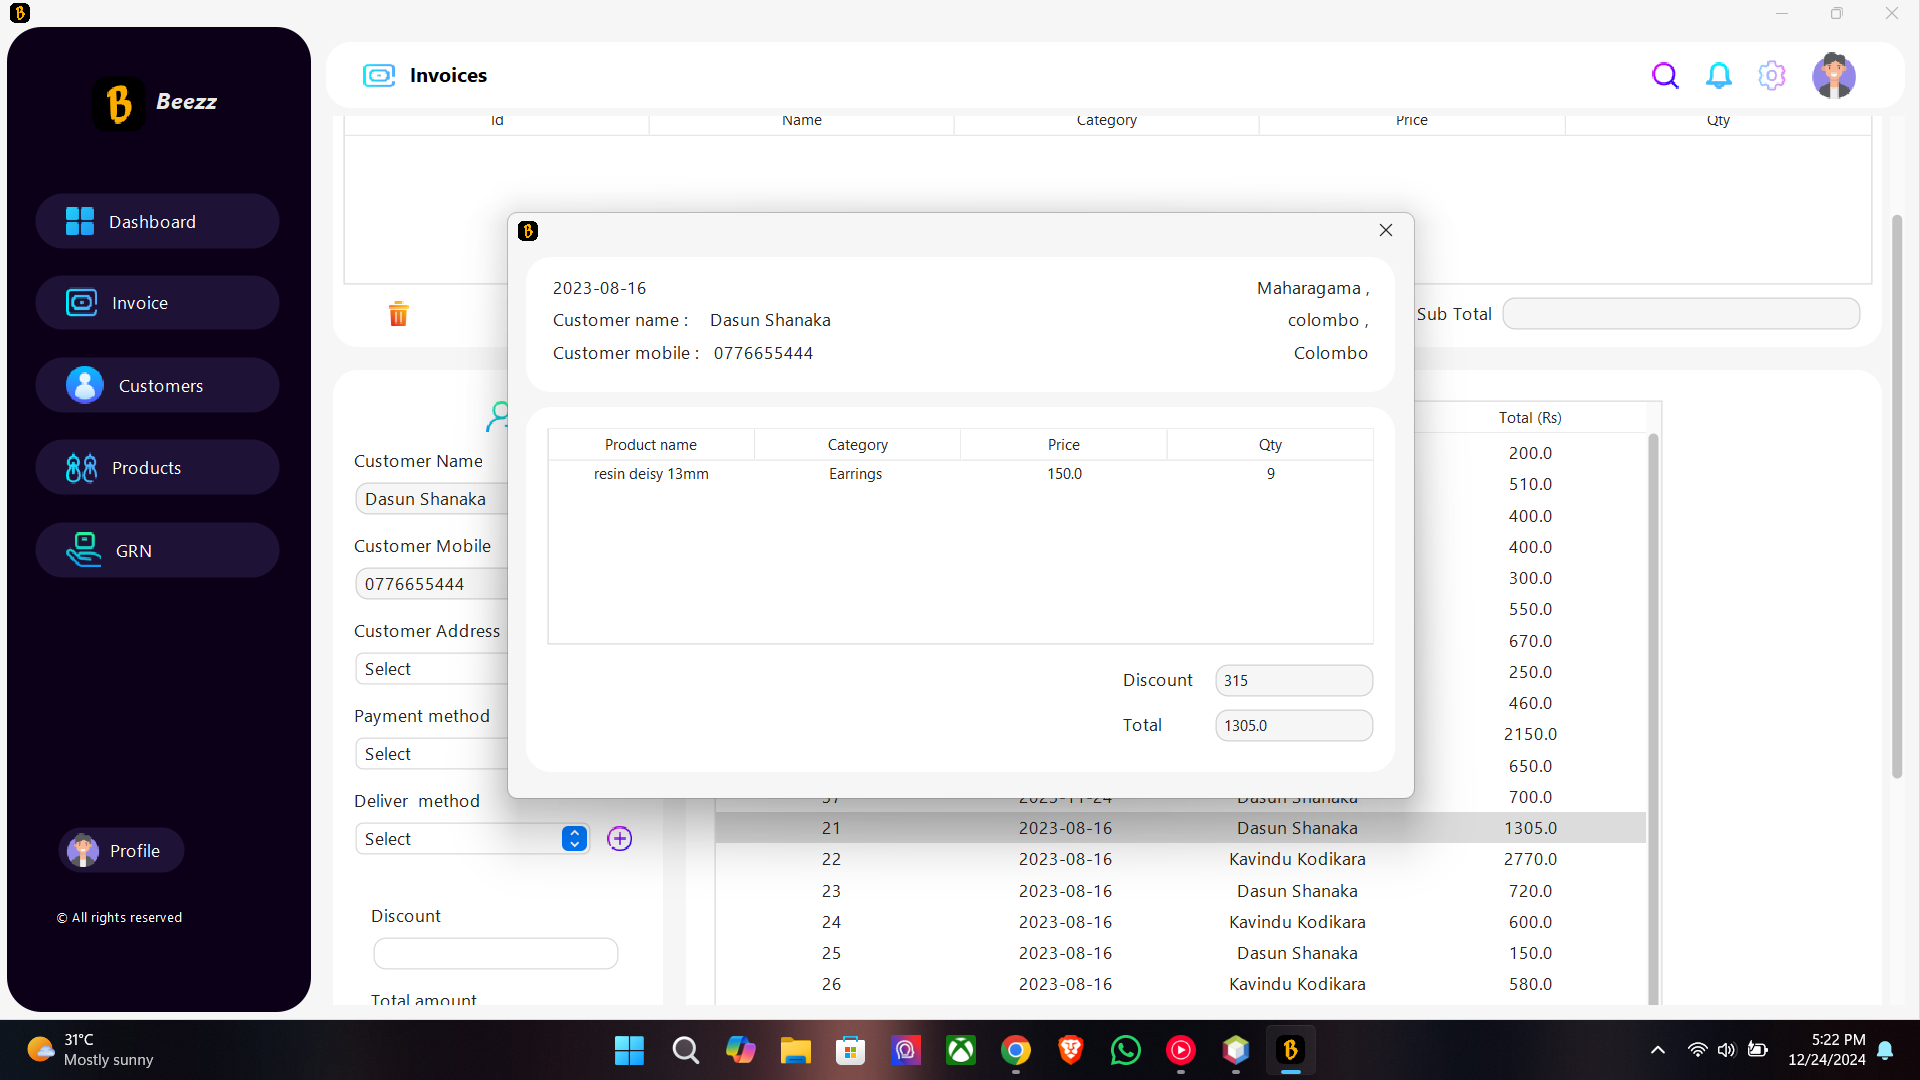 Beezz
Dashboard
Invoice
Customers
Products
GRN
Profile
© All rights reserved
Invoices
Id Name Category Price Qty
Sub Total
Customer Name
Dasun Shanaka
Customer Mobile
0776655444
Customer Address
Select
Payment method
Select
Deliver method
Select
Discount
Total amount
2023-08-16 Maharagama ,
Customer name : Dasun Shanaka colombo ,
Customer mobile : 0776655444 Colombo
Product name Category Price Qty
resin deisy 13mm Earrings 150.0 9
Discount 315
Total 1305.0
Total (Rs)
200.0
510.0
400.0
400.0
300.0
550.0
670.0
250.0
460.0
2150.0
650.0
37 2023-11-24 Dasun Shanaka 700.0
21 2023-08-16 Dasun Shanaka 1305.0
22 2023-08-16 Kavindu Kodikara 2770.0
23 2023-08-16 Dasun Shanaka 720.0
24 2023-08-16 Kavindu Kodikara 600.0
25 2023-08-16 Dasun Shanaka 150.0
26 2023-08-16 Kavindu Kodikara 580.0
31°C
Mostly sunny
5:22 PM
12/24/2024